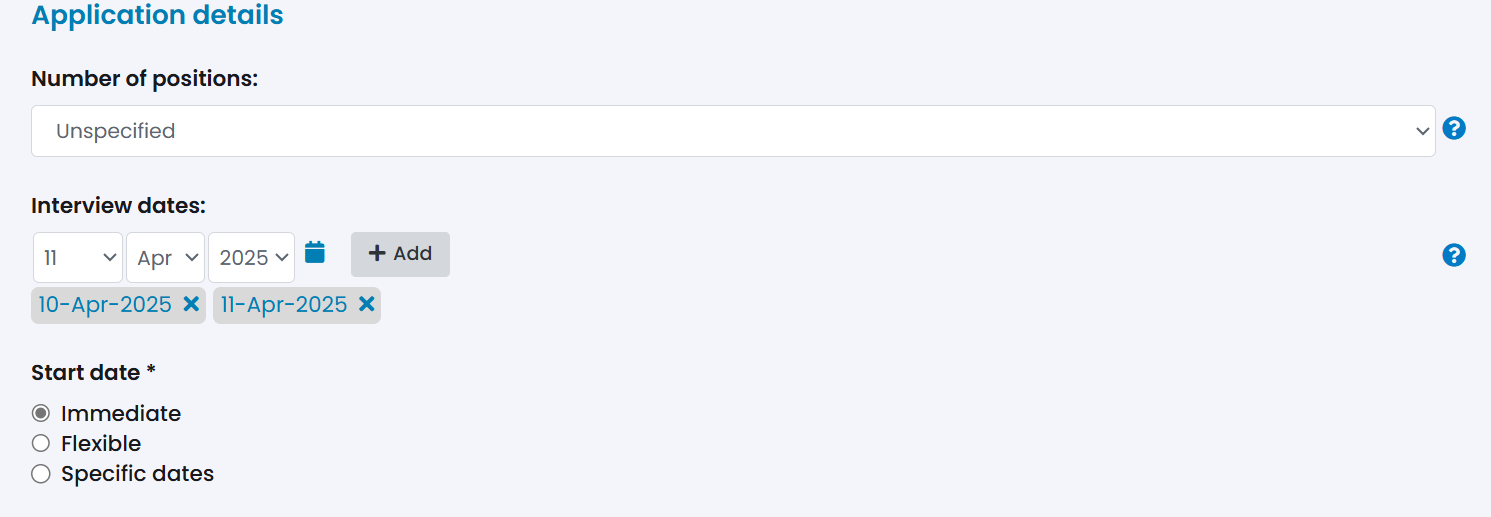 Application details
Number of positions:
Unspecified
Interview dates:
11 Apr 2025 + Add
10-Apr-2025 × 11-Apr-2025 ×
Start date *
Immediate
Flexible
Specific dates